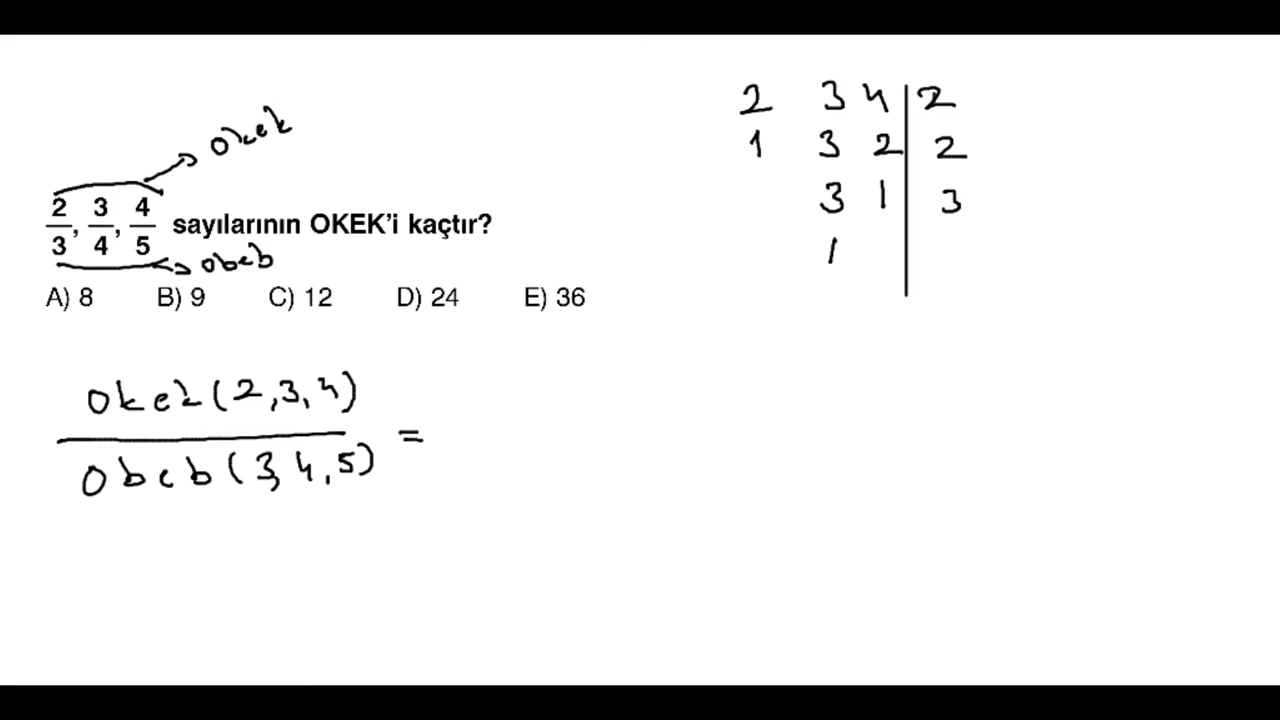 okek
2/3, 3/4, 4/5 sayılarının OKEK'i kaçtır?
obeb
A) 8 B) 9 C) 12 D) 24 E) 36
okek(2,3,4)
=
obeb(3,4,5)
2 3 4 | 2
1 3 2 | 2
3 1 | 3
1